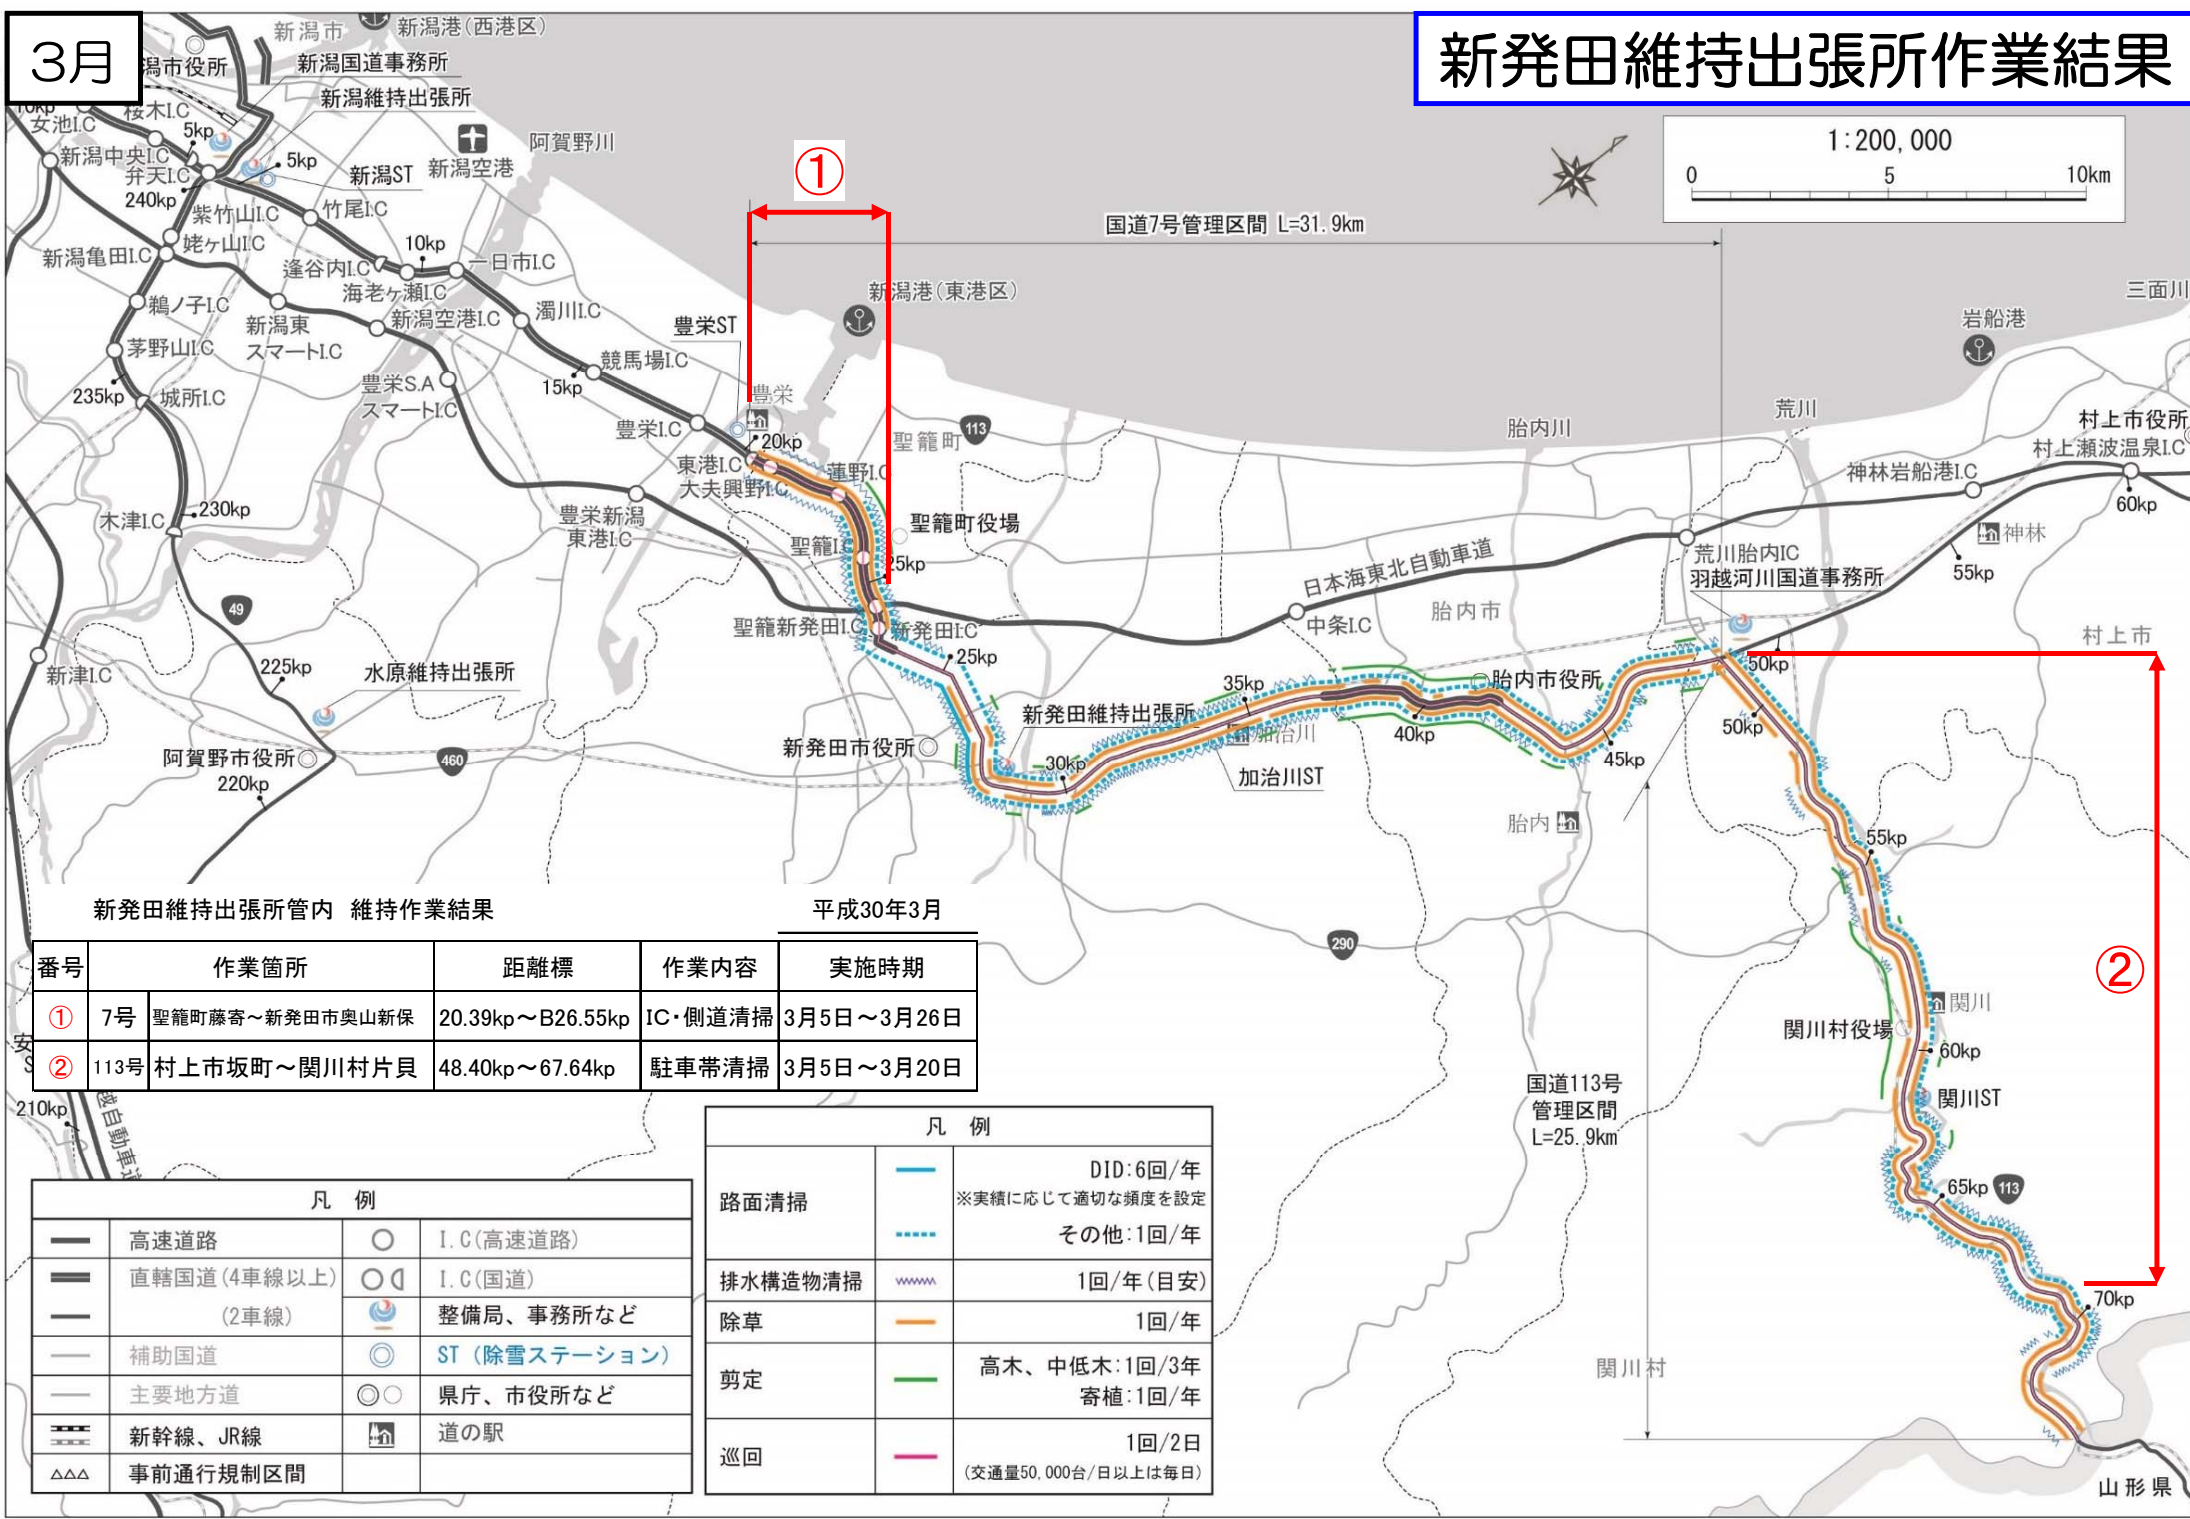 3月
新発田維持出張所作業結果
1:200,000
0 5 10km
新潟市
新潟港(西港区)
潟市役所
新潟国道事務所
新潟維持出張所
桜木I.C
女池I.C
5kp
新潟中央I.C
弁天I.C
240kp
5kp
新潟ST
新潟空港
阿賀野川
紫竹山I.C
竹尾I.C
姥ヶ山I.C
新潟亀田I.C
10kp
逢谷内I.C
一日市I.C
海老ヶ瀬I.C
①
国道7号管理区間 L=31.9km
鵜ノ子I.C
新潟東
スマートI.C
新潟空港I.C
濁川I.C
豊栄ST
新潟港(東港区)
三面川
岩船港
茅野山I.C
235kp
城所I.C
豊栄S.A
スマートI.C
15kp
競馬場I.C
豊栄
豊栄I.C
20kp
聖籠町
113
胎内川
荒川
村上市役所
村上瀬波温泉I.C
神林岩船港I.C
60kp
東港I.C
大夫興野I.C
蓮野I.C
木津I.C
230kp
豊栄新潟
東港I.C
聖籠町役場
聖籠I.C
25kp
日本海東北自動車道
荒川胎内IC
羽越河川国道事務所
神林
55kp
49
聖籠新発田I.C
新発田I.C
中条I.C
胎内市
村上市
新津I.C
225kp
水原維持出張所
25kp
35kp
胎内市役所
50kp
新発田維持出張所
新発田市役所
加治川
40kp
45kp
50kp
阿賀野市役所
220kp
460
30kp
加治川ST
胎内
55kp
290
②
関川
関川村役場
60kp
関川ST
国道113号
管理区間
L=25.9km
65kp
113
70kp
関川村
山形県
新発田維持出張所管内 維持作業結果 平成30年3月
番号 作業箇所 距離標 作業内容 実施時期
① 7号 聖籠町藤寄～新発田市奥山新保 20.39kp～B26.55kp IC・側道清掃 3月5日～3月26日
② 113号 村上市坂町～関川村片貝 48.40kp～67.64kp 駐車帯清掃 3月5日～3月20日
210kp
越自動車道
凡 例
高速道路 I.C(高速道路)
直轄国道(4車線以上) I.C(国道)
(2車線) 整備局、事務所など
補助国道 ST (除雪ステーション)
主要地方道 県庁、市役所など
新幹線、JR線 道の駅
事前通行規制区間
凡 例
路面清掃 DID:6回/年
※実績に応じて適切な頻度を設定
その他:1回/年
排水構造物清掃 1回/年(目安)
除草 1回/年
剪定 高木、中低木:1回/3年
寄植:1回/年
巡回 1回/2日
(交通量50,000台/日以上は毎日)